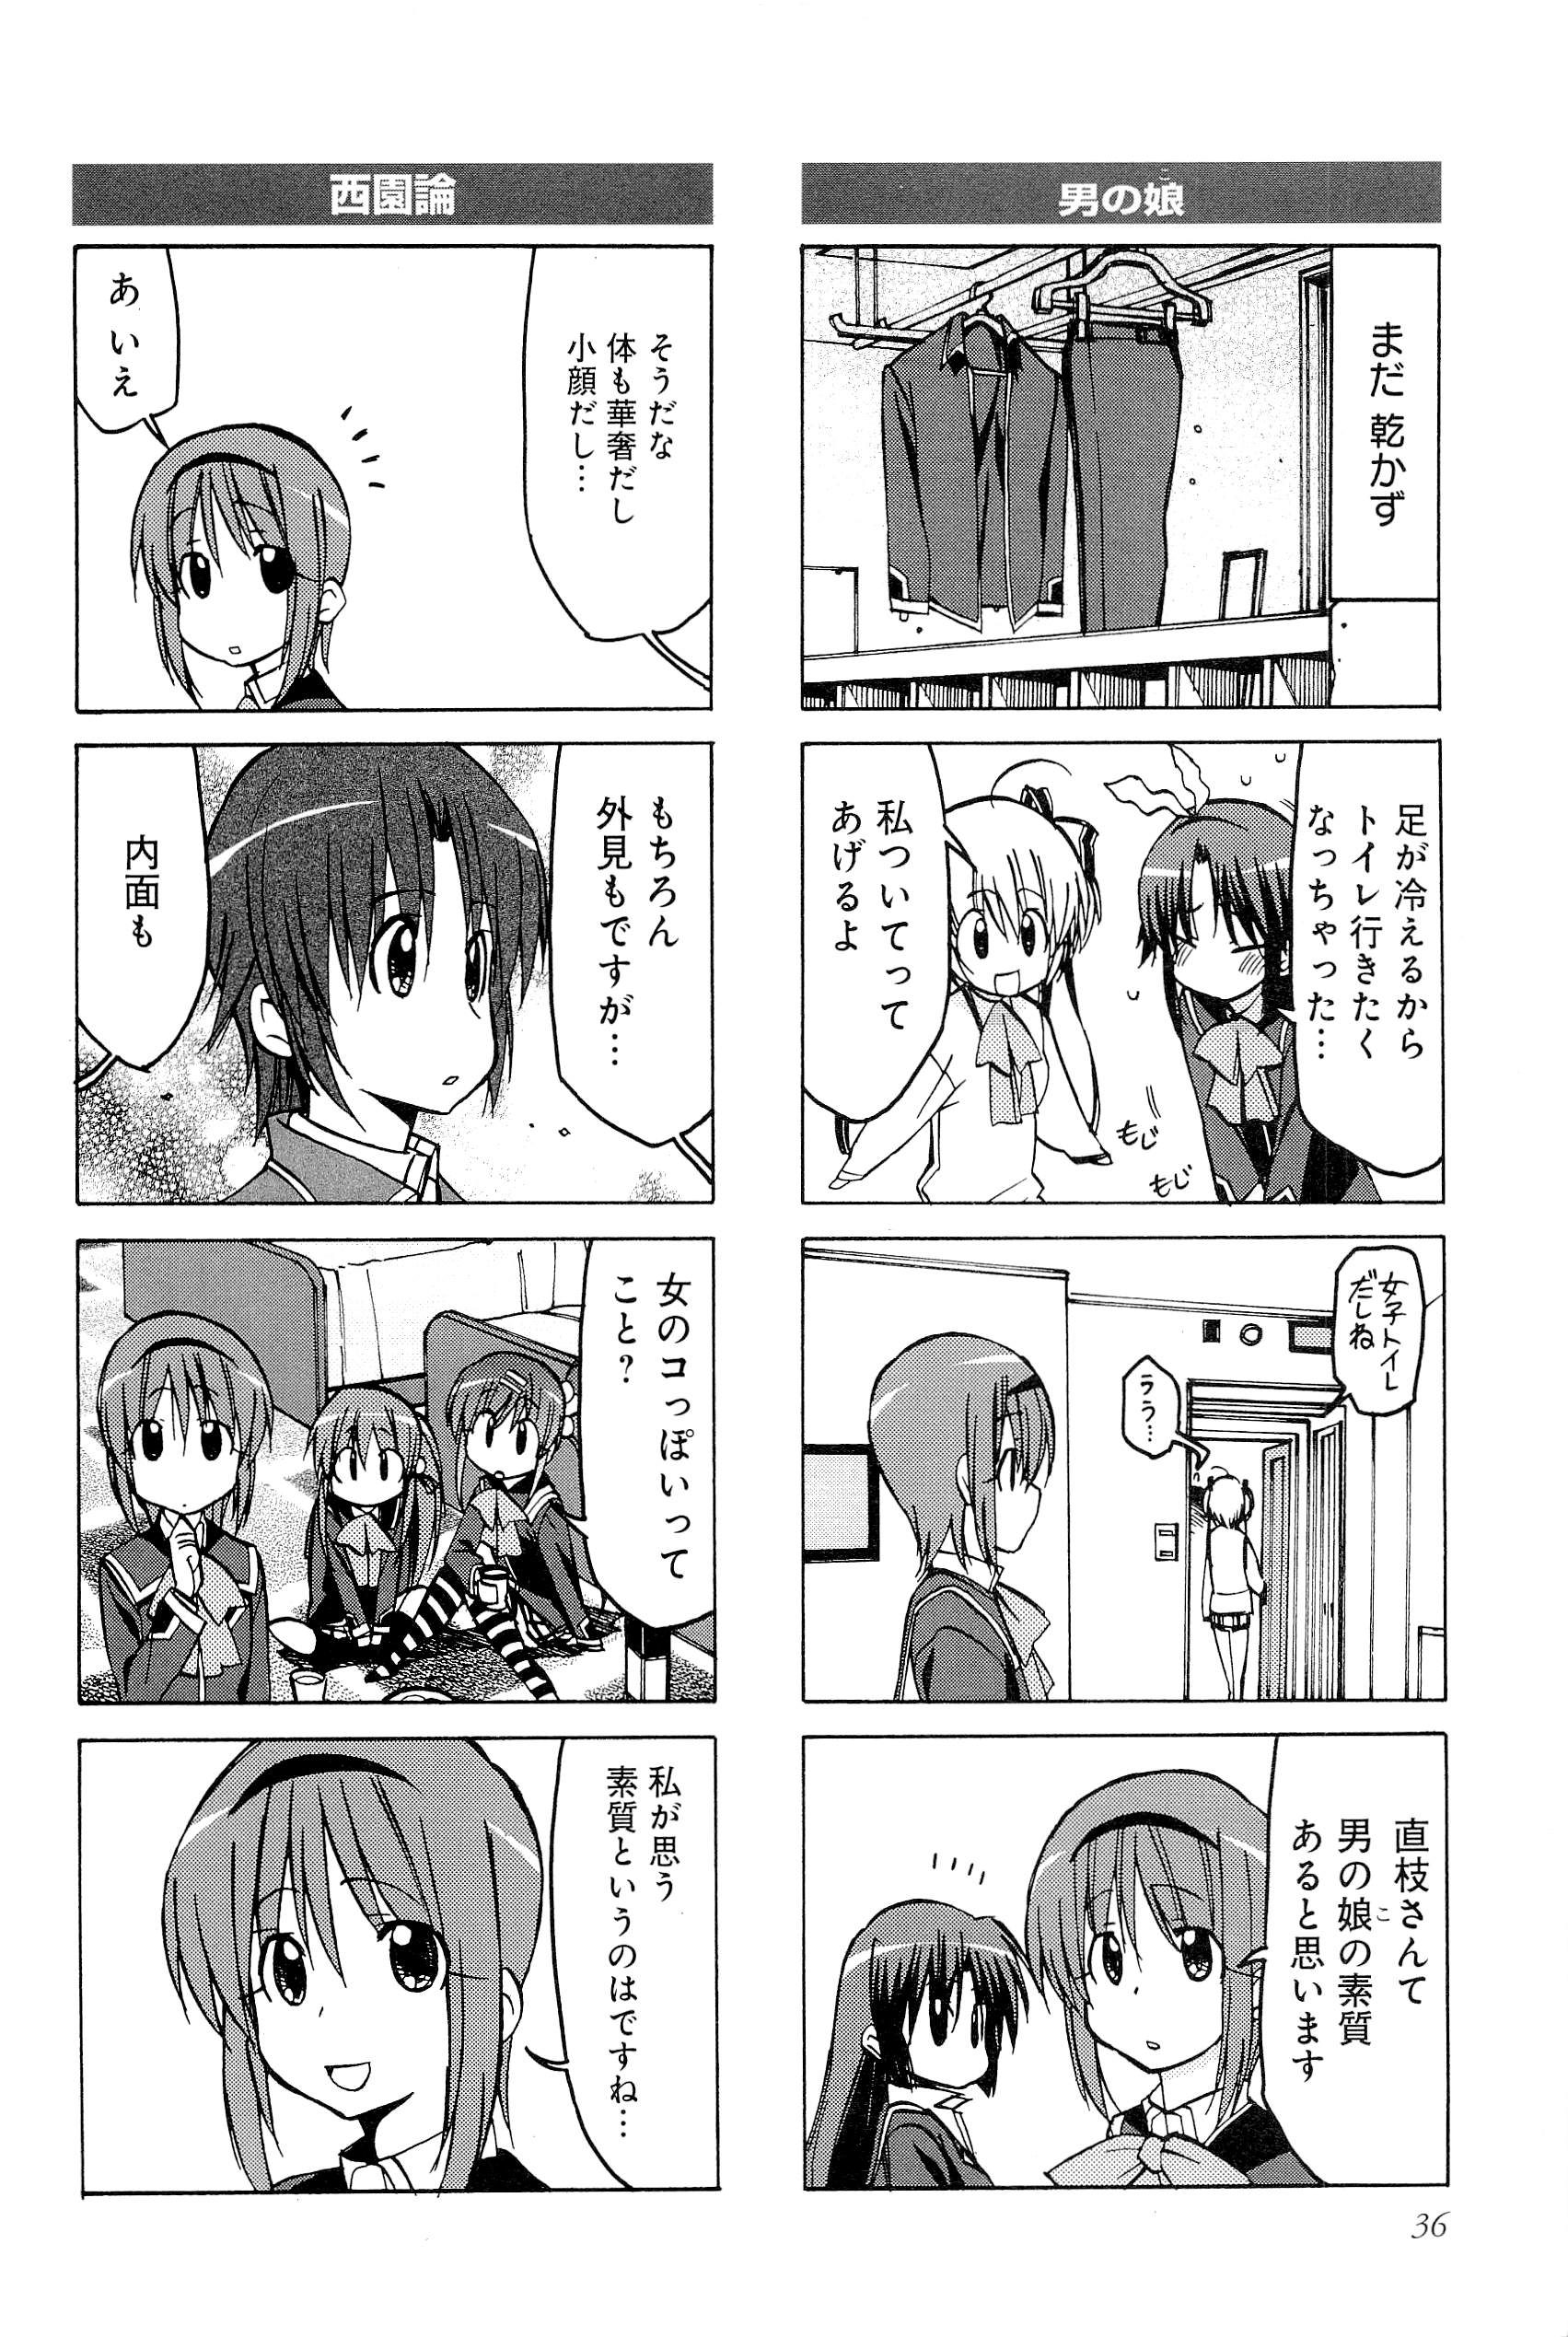 男の娘
こ
まだ 乾かず
足が冷えるから
トイレ行きたく
なっちゃった…
私ついてって
あげるよ
もじ
もじ
女子トイレ
だしね
うう…
直枝さんて
男の娘の素質
こ
あると思います
西園論
そうだな
体も華奢だし
小顔だし…
あ いえ
もちろん
外見もですが…
内面も
女のコっぽいって
こと?
私が思う
素質というのはですね…
36